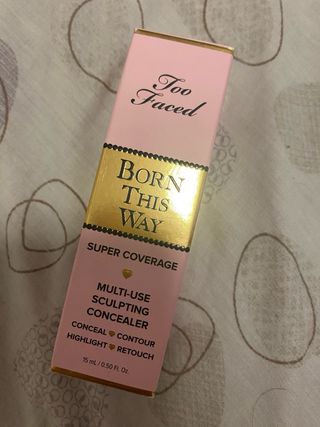 Too
Faced
BORN
THIS
WAY
SUPER COVERAGE
MULTI-USE
SCULPTING
CONCEALER
CONCEAL CONTOUR
HIGHLIGHT RETOUCH
15 mL / 0.50 Fl. Oz.